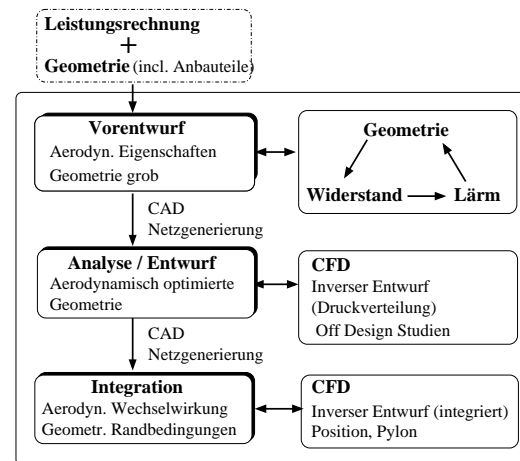 Leistungsrechnung
+
Geometrie (incl. Anbauteile)
Vorentwurf
Aerodyn. Eigenschaften
Geometrie grob
Geometrie
Widerstand
Lärm
CAD
Netzgenerierung
Analyse / Entwurf
Aerodynamisch optimierte
Geometrie
CFD
Inverser Entwurf
(Druckverteilung)
Off Design Studien
CAD
Netzgenerierung
Integration
Aerodyn. Wechselwirkung
Geometr. Randbedingungen
CFD
Inverser Entwurf (integriert)
Position, Pylon